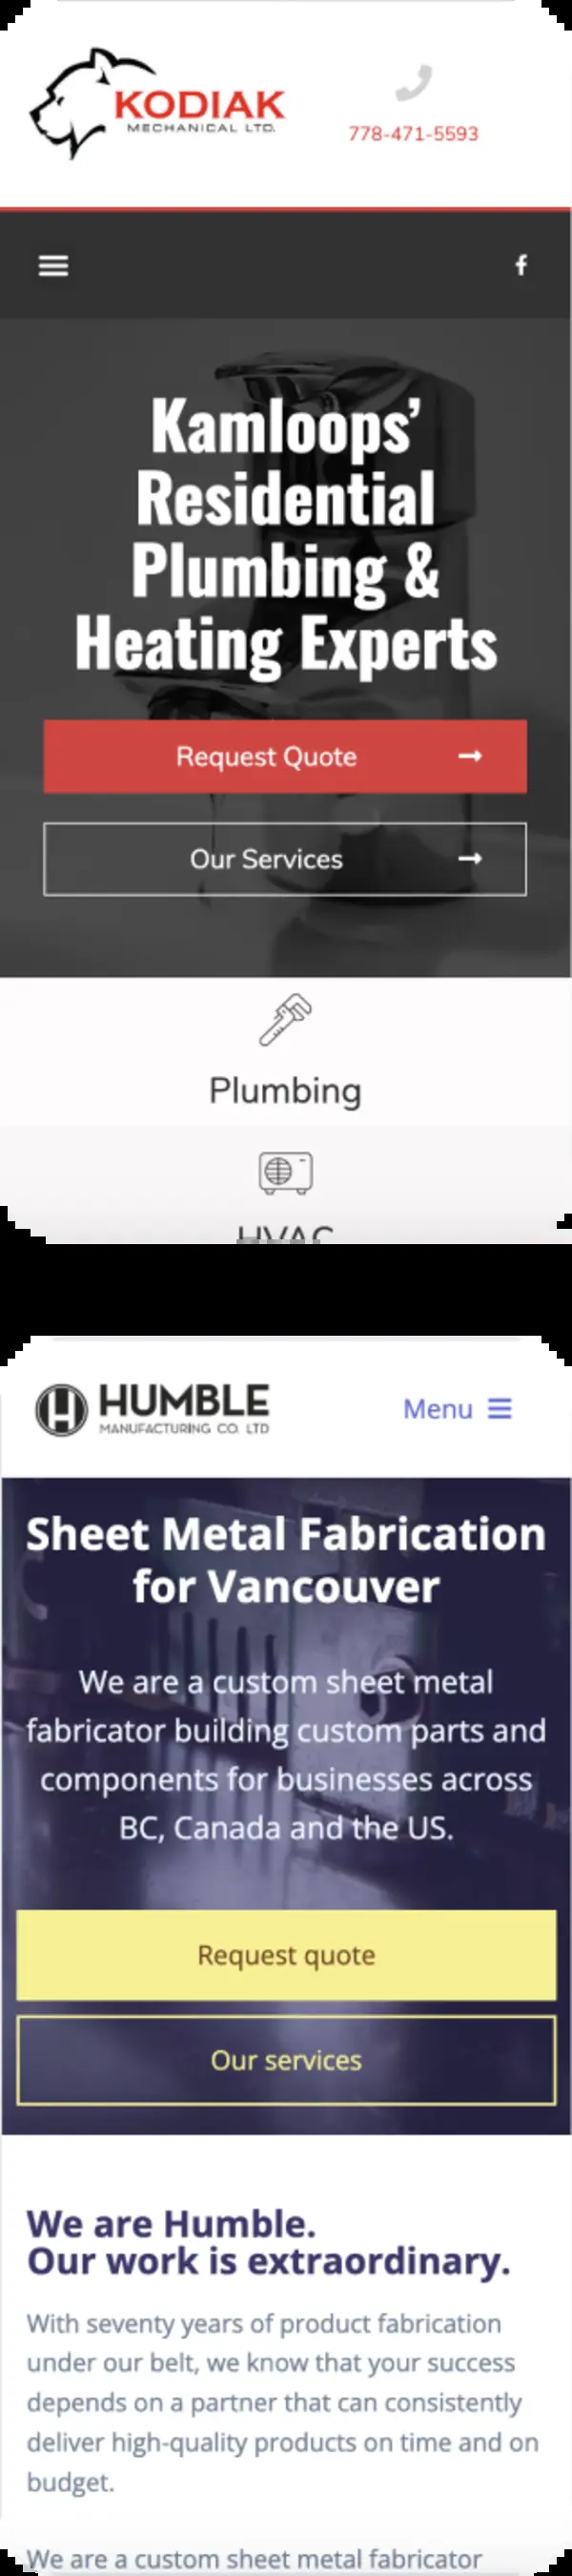 KODIAK
MECHANICAL LTD.
778-471-5593
Kamloops’
Residential
Plumbing &
Heating Experts
Request Quote
Our Services
Plumbing
HVAC
HUMBLE
MANUFACTURING CO. LTD
Menu
Sheet Metal Fabrication
for Vancouver
We are a custom sheet metal
fabricator building custom parts and
components for businesses across
BC, Canada and the US.
Request quote
Our services
We are Humble.
Our work is extraordinary.
With seventy years of product fabrication
under our belt, we know that your success
depends on a partner that can consistently
deliver high-quality products on time and on
budget.
We are a custom sheet metal fabricator